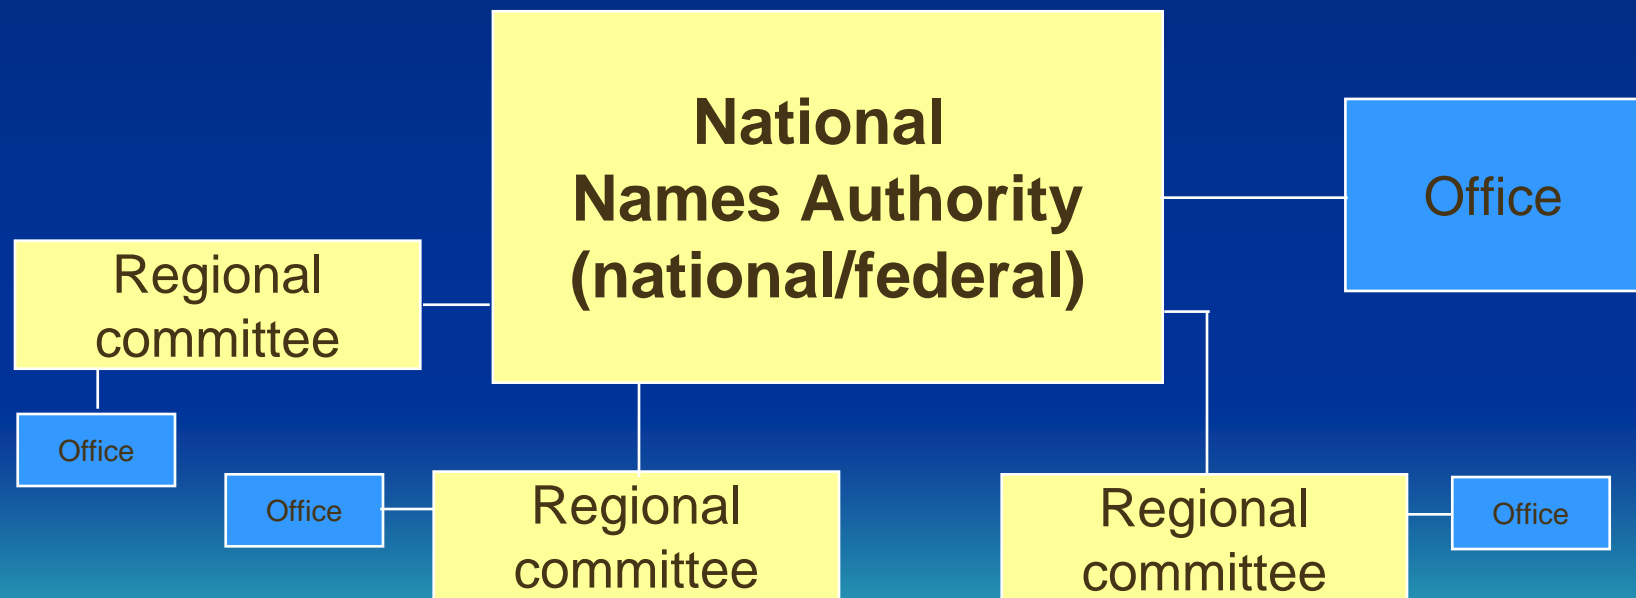 National
Names Authority
(national/federal)
Office
Regional
committee
Office
Office
Regional
committee
Regional
committee
Office